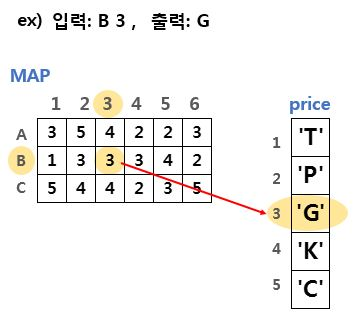 ex) 입력: B 3 , 출력: G
MAP
1 2 3 4 5 6
A 3 5 4 2 2 3
B 1 3 3 3 4 2
C 5 4 4 2 3 5
price
1 'T'
2 'P'
3 'G'
4 'K'
5 'C'